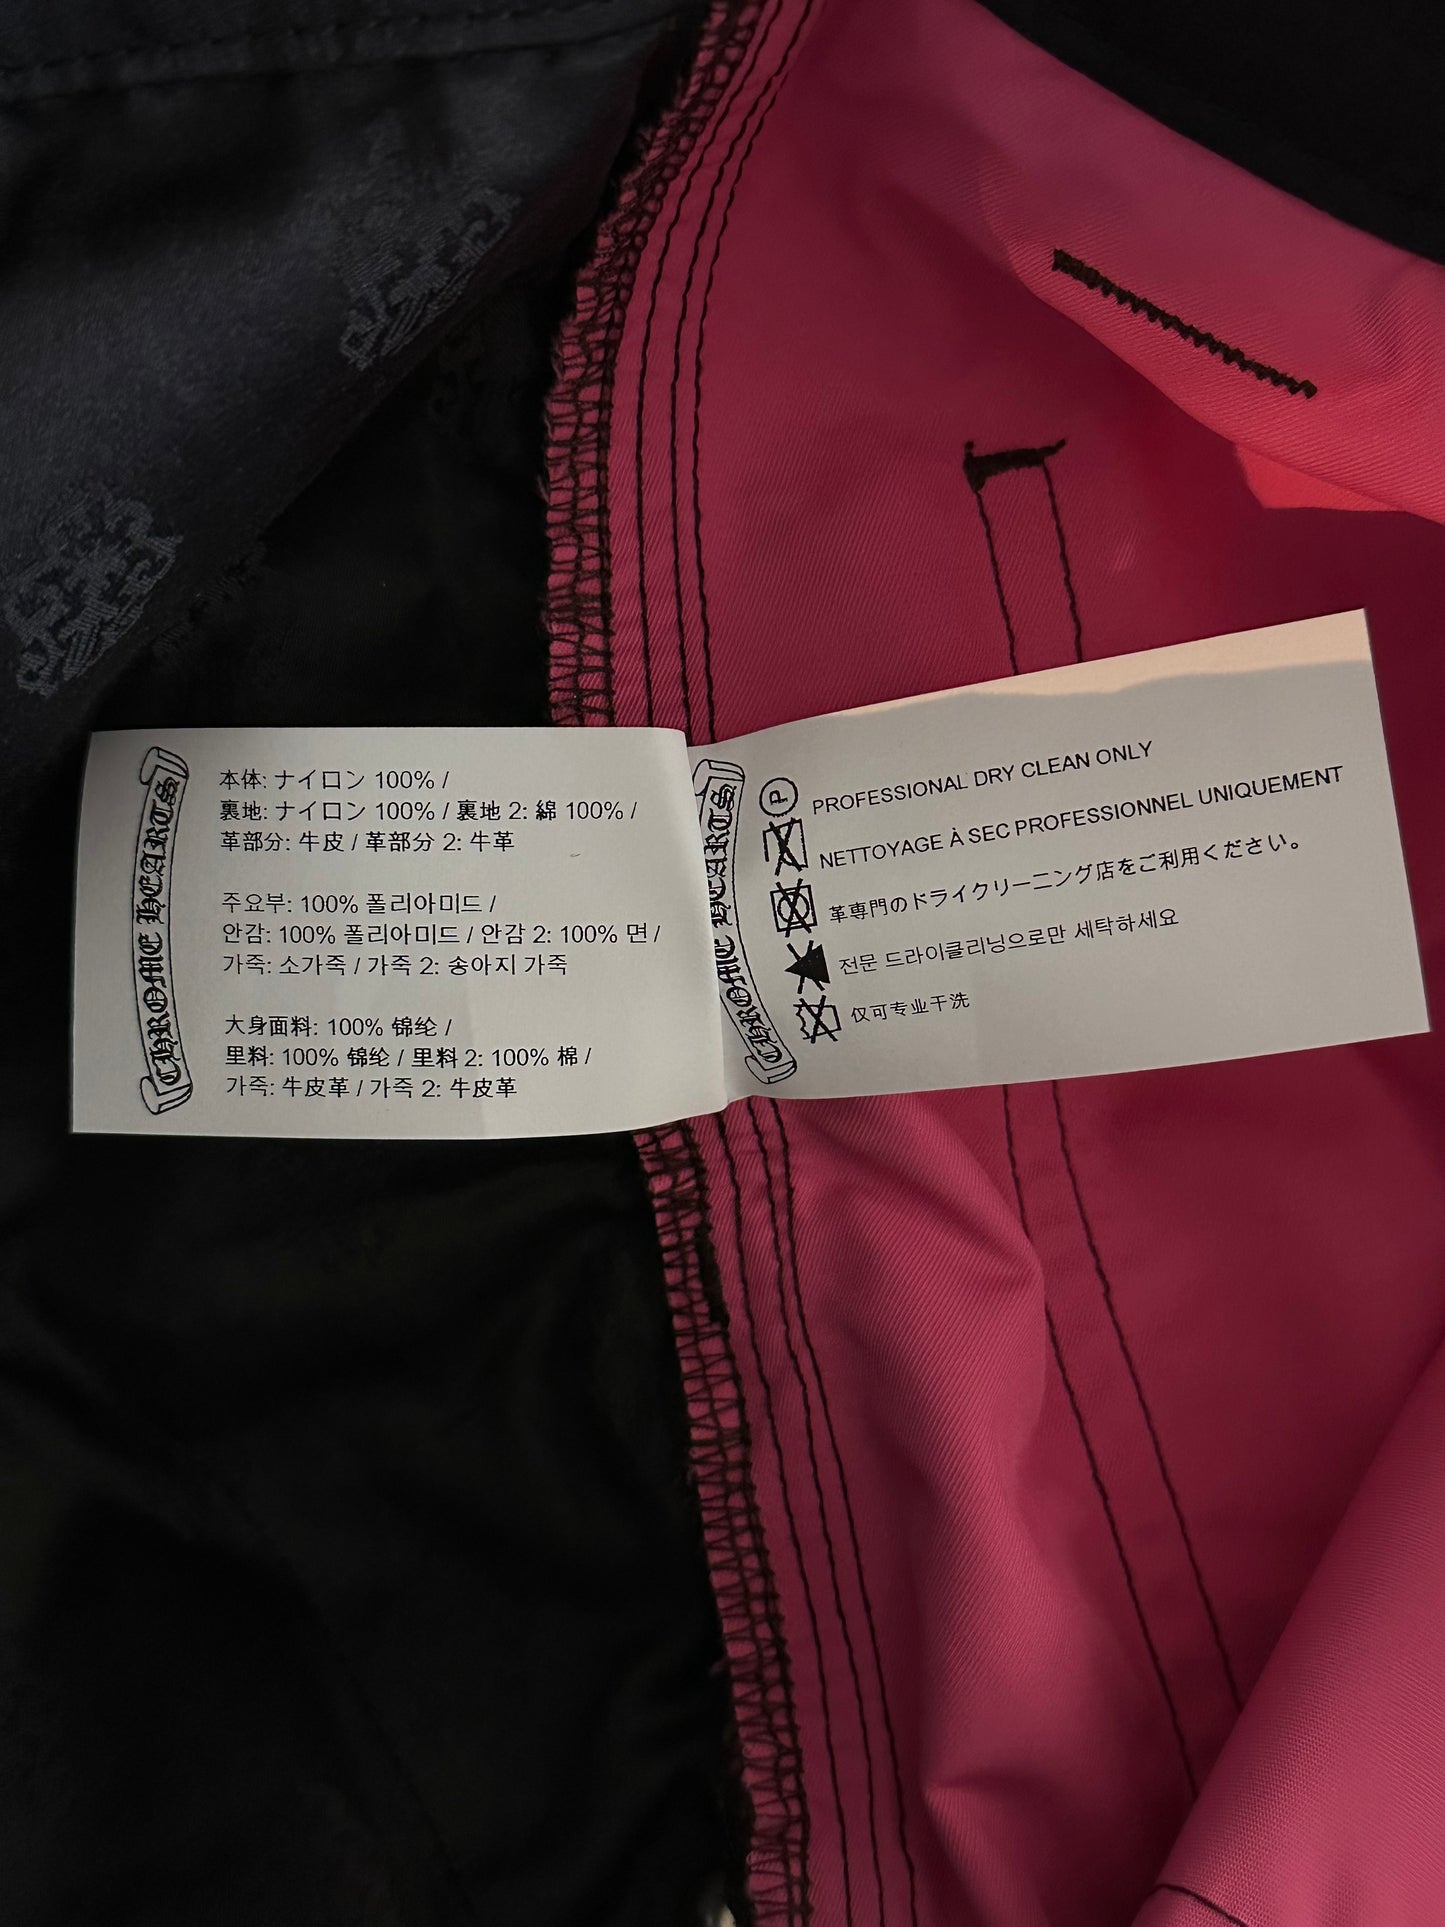 CHROME HEARTS
本体: ナイロン 100% /
裏地: ナイロン 100% / 裏地 2: 綿 100% /
革部分: 牛皮 / 革部分 2: 牛革
주요부: 100% 폴리아미드 /
안감: 100% 폴리아미드 / 안감 2: 100% 면 /
가죽: 소가죽 / 가죽 2: 송아지 가죽
大身面料: 100% 锦纶 /
里料: 100% 锦纶 / 里料 2: 100% 棉 /
가죽: 牛皮革 / 가죽 2: 牛皮革
CHROME HEARTS
P PROFESSIONAL DRY CLEAN ONLY
NETTOYAGE À SEC PROFESSIONNEL UNIQUEMENT
革専門のドライクリーニング店をご利用ください。
전문 드라이클리닝으로만 세탁하세요
仅可专业干洗